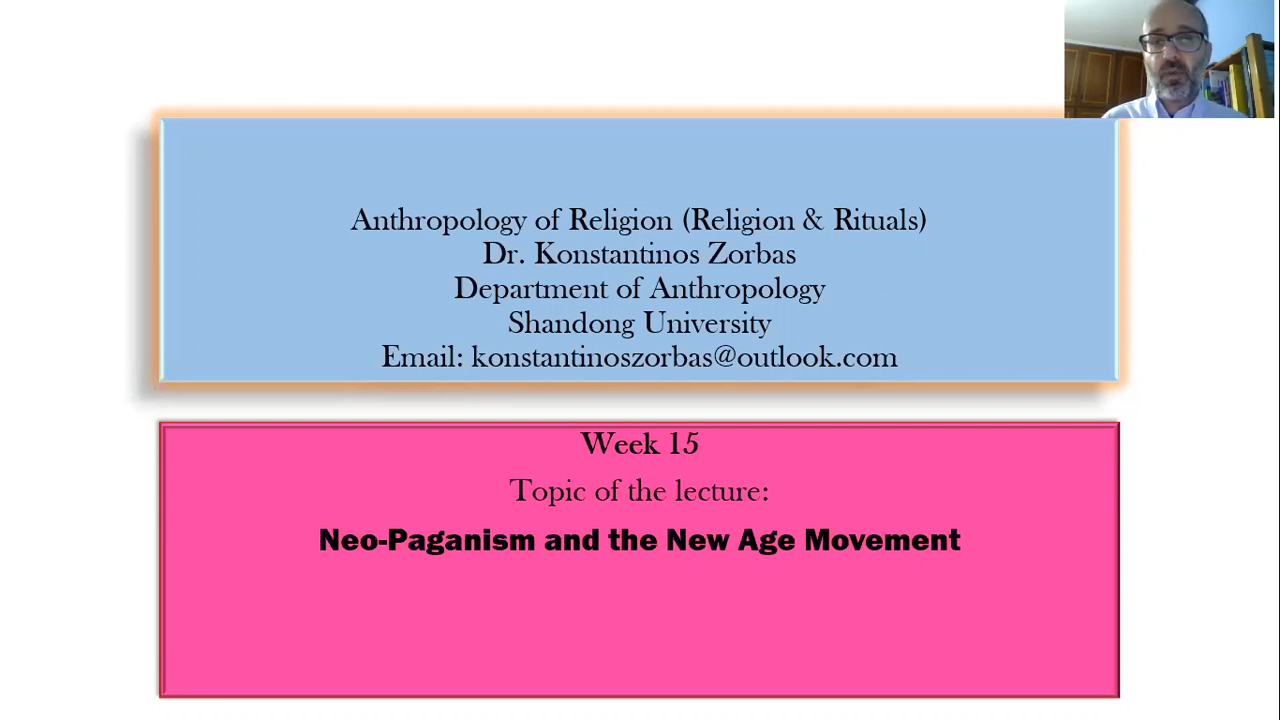 Anthropology of Religion (Religion & Rituals)
Dr. Konstantinos Zorbas
Department of Anthropology
Shandong University
Email: konstantinoszorbas@outlook.com
Week 15
Topic of the lecture:
Neo-Paganism and the New Age Movement